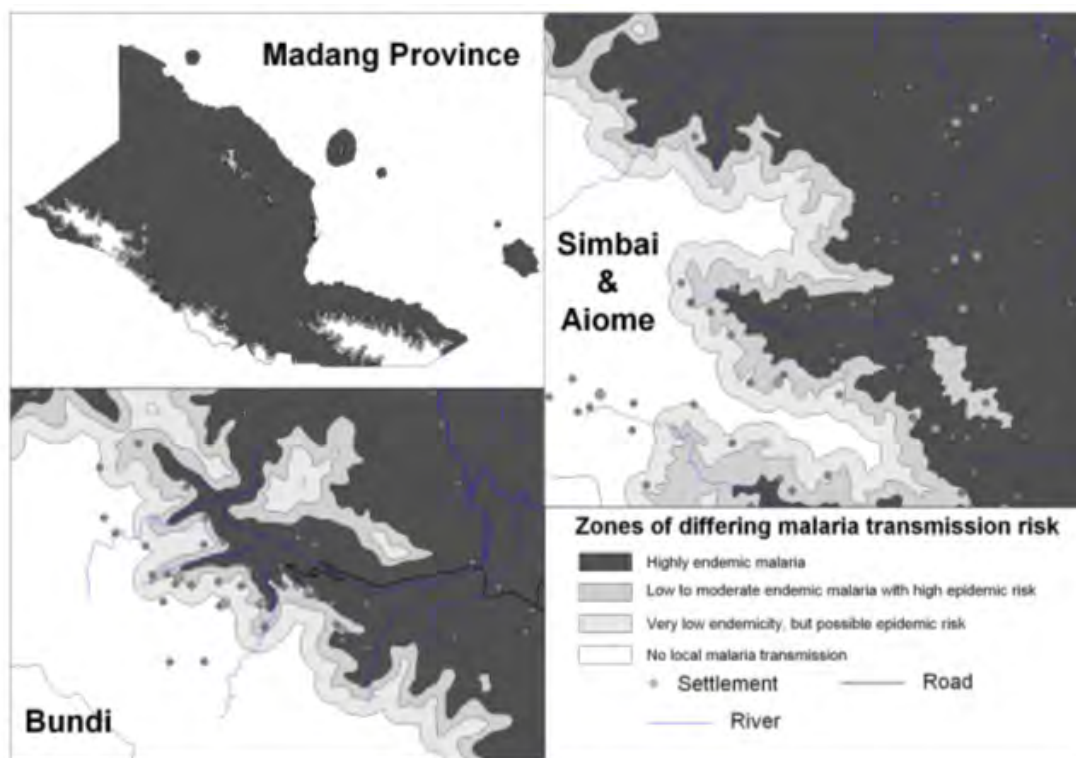 Madang Province
Simbai
&
Aiome
Bundi
Zones of differing malaria transmission risk
Highly endemic malaria
Low to moderate endemic malaria with high epidemic risk
Very low endemicity, but possible epidemic risk
No local malaria transmission
Settlement
Road
River